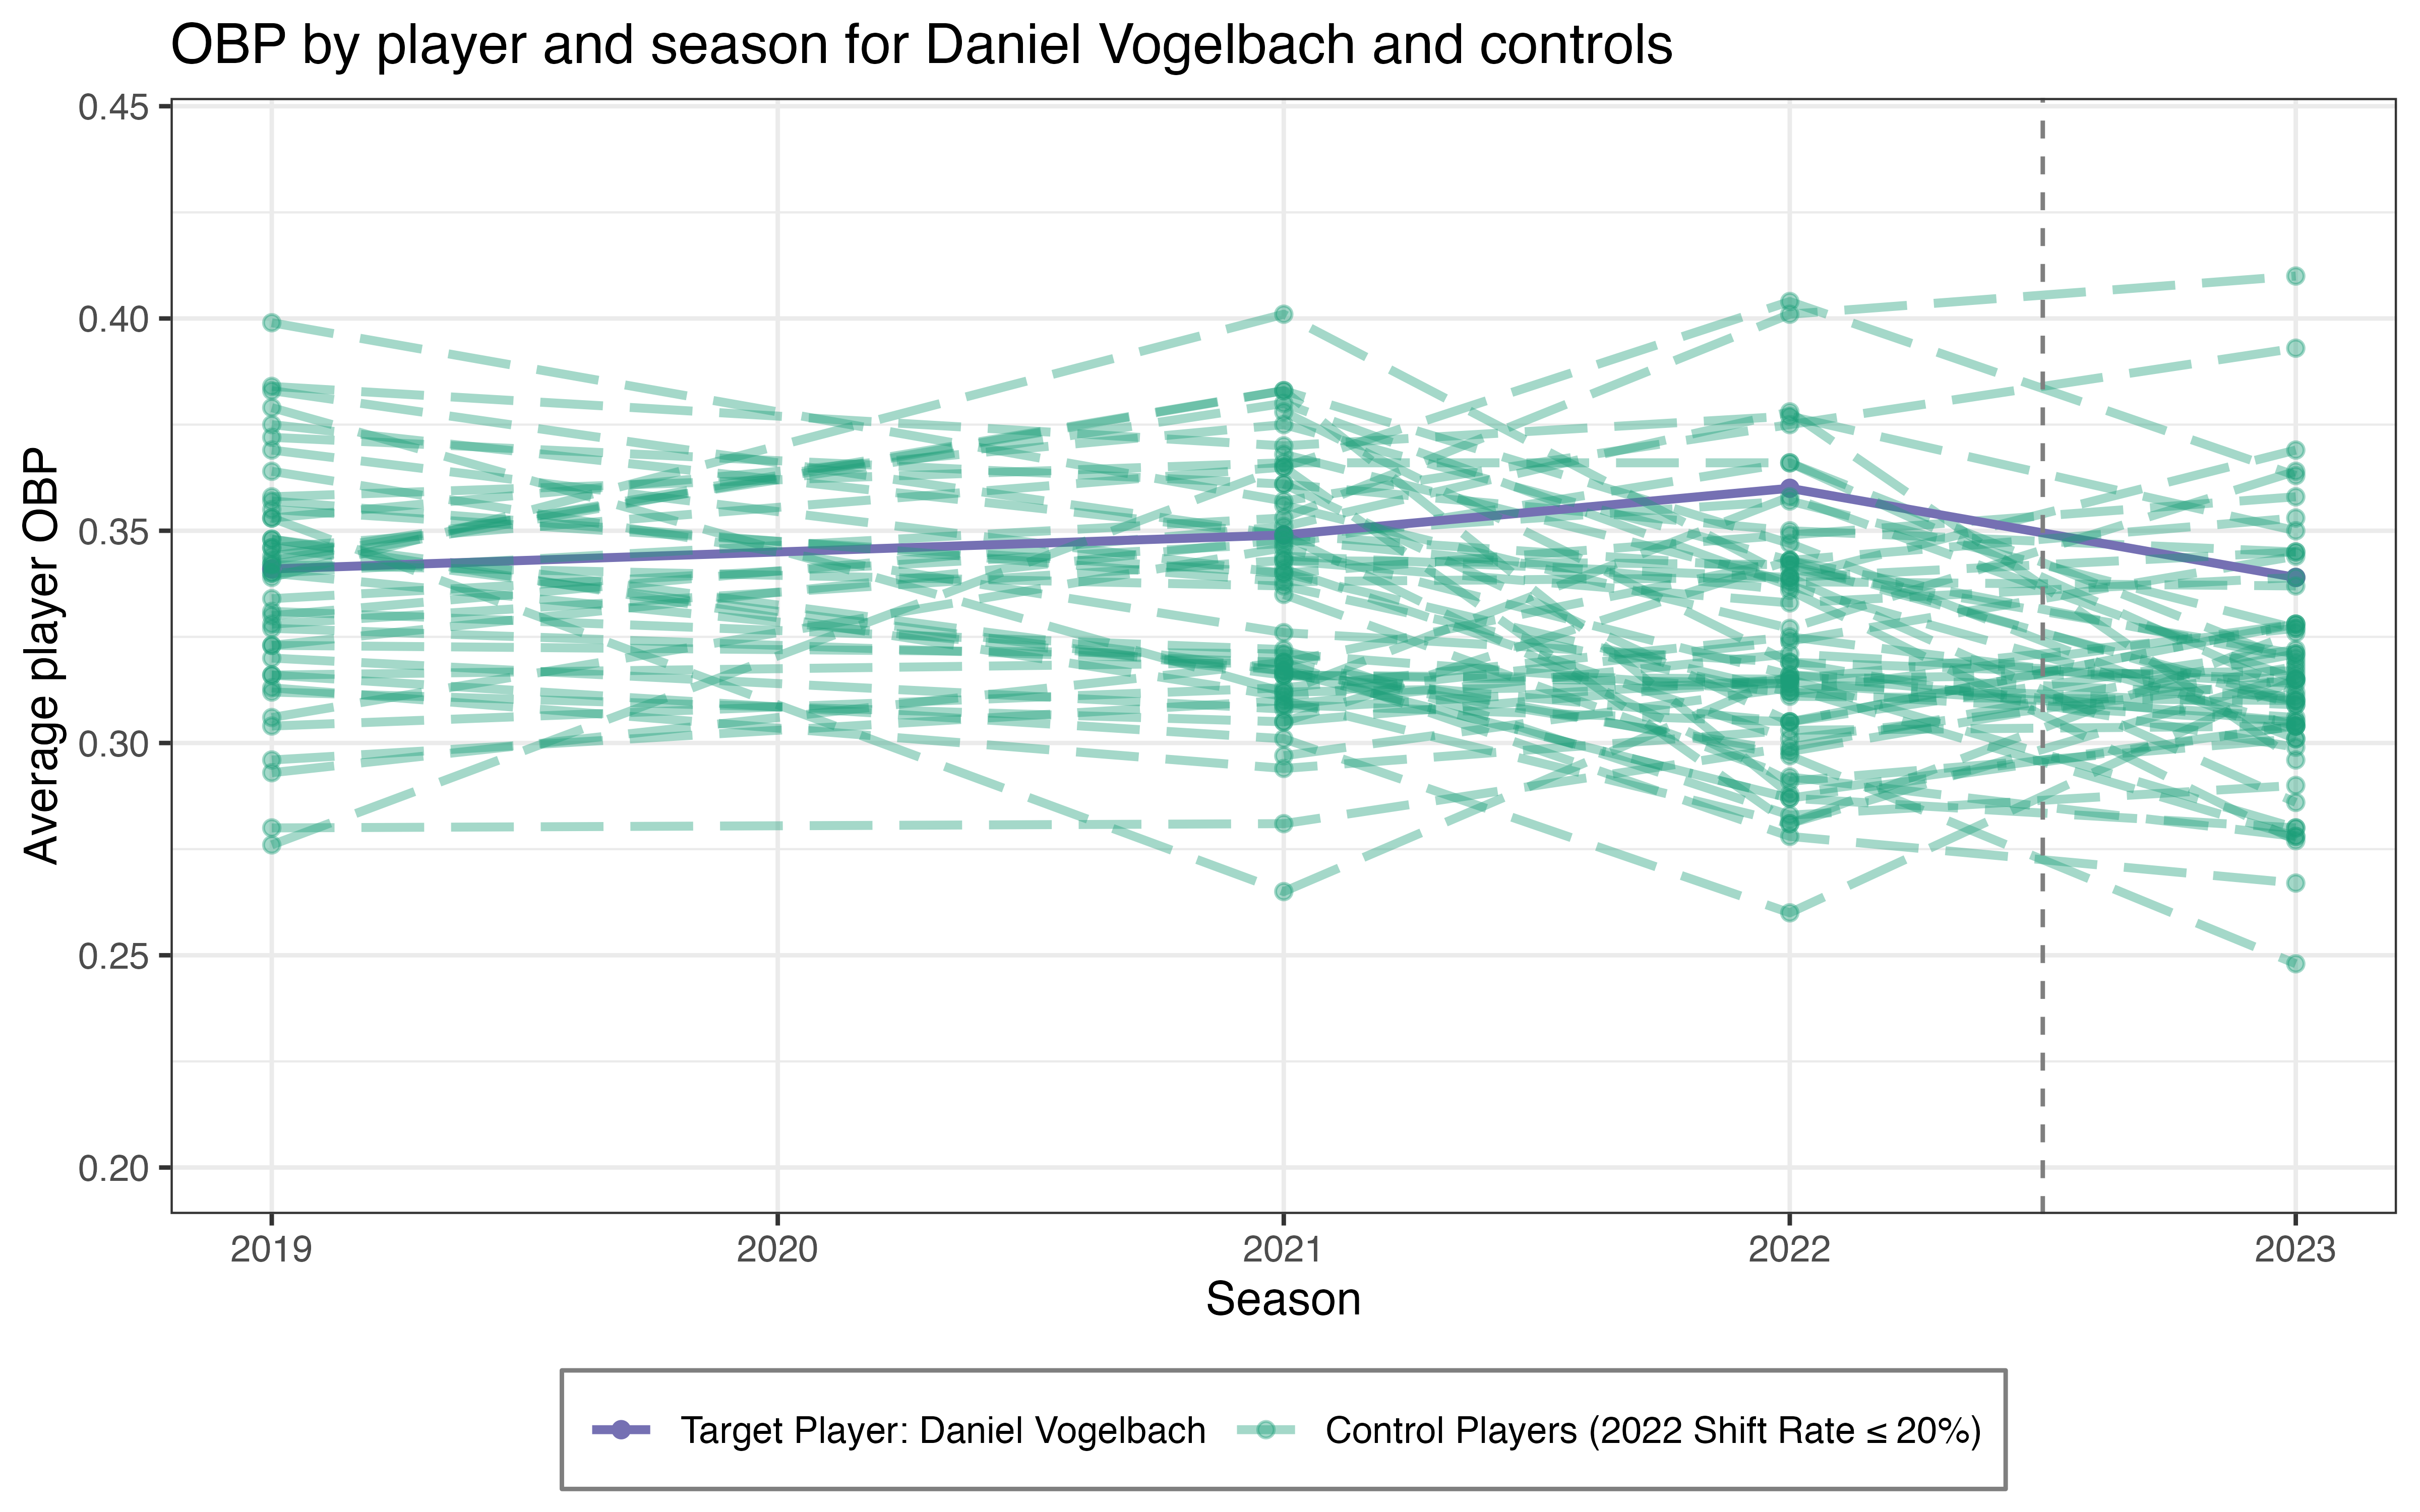 OBP by player and season for Daniel Vogelbach and controls
Average player OBP
0.45
0.40
0.35
0.30
0.25
0.20
2019 2020 2021 2022 2023
Season
Target Player: Daniel Vogelbach Control Players (2022 Shift Rate ≤ 20%)